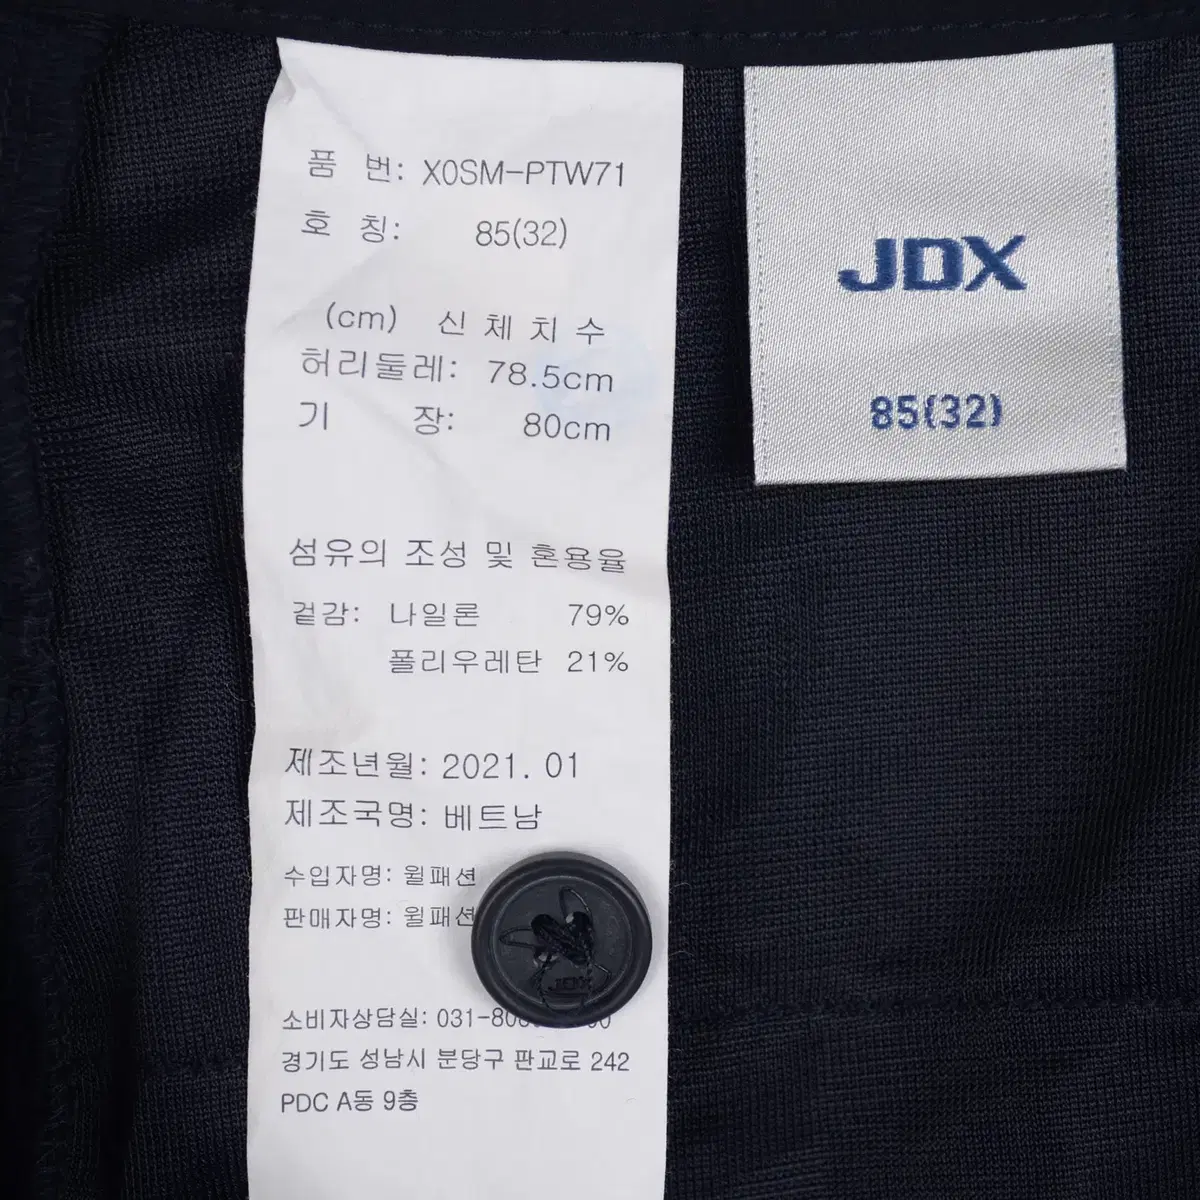 품 번: X0SM-PTW71
호 칭: 85(32)
(cm) 신 체 치 수
허리둘레: 78.5cm
기 장: 80cm
섬유의 조성 및 혼용율
겉감: 나일론 79%
폴리우레탄 21%
제조년월: 2021. 01
제조국명: 베트남
수입자명: 윌패션
판매자명: 윌패션
소비자상담실:
경기도 성남시 분당구 판교로 242
PDC A동 9층
JDX
85(32)
JDX